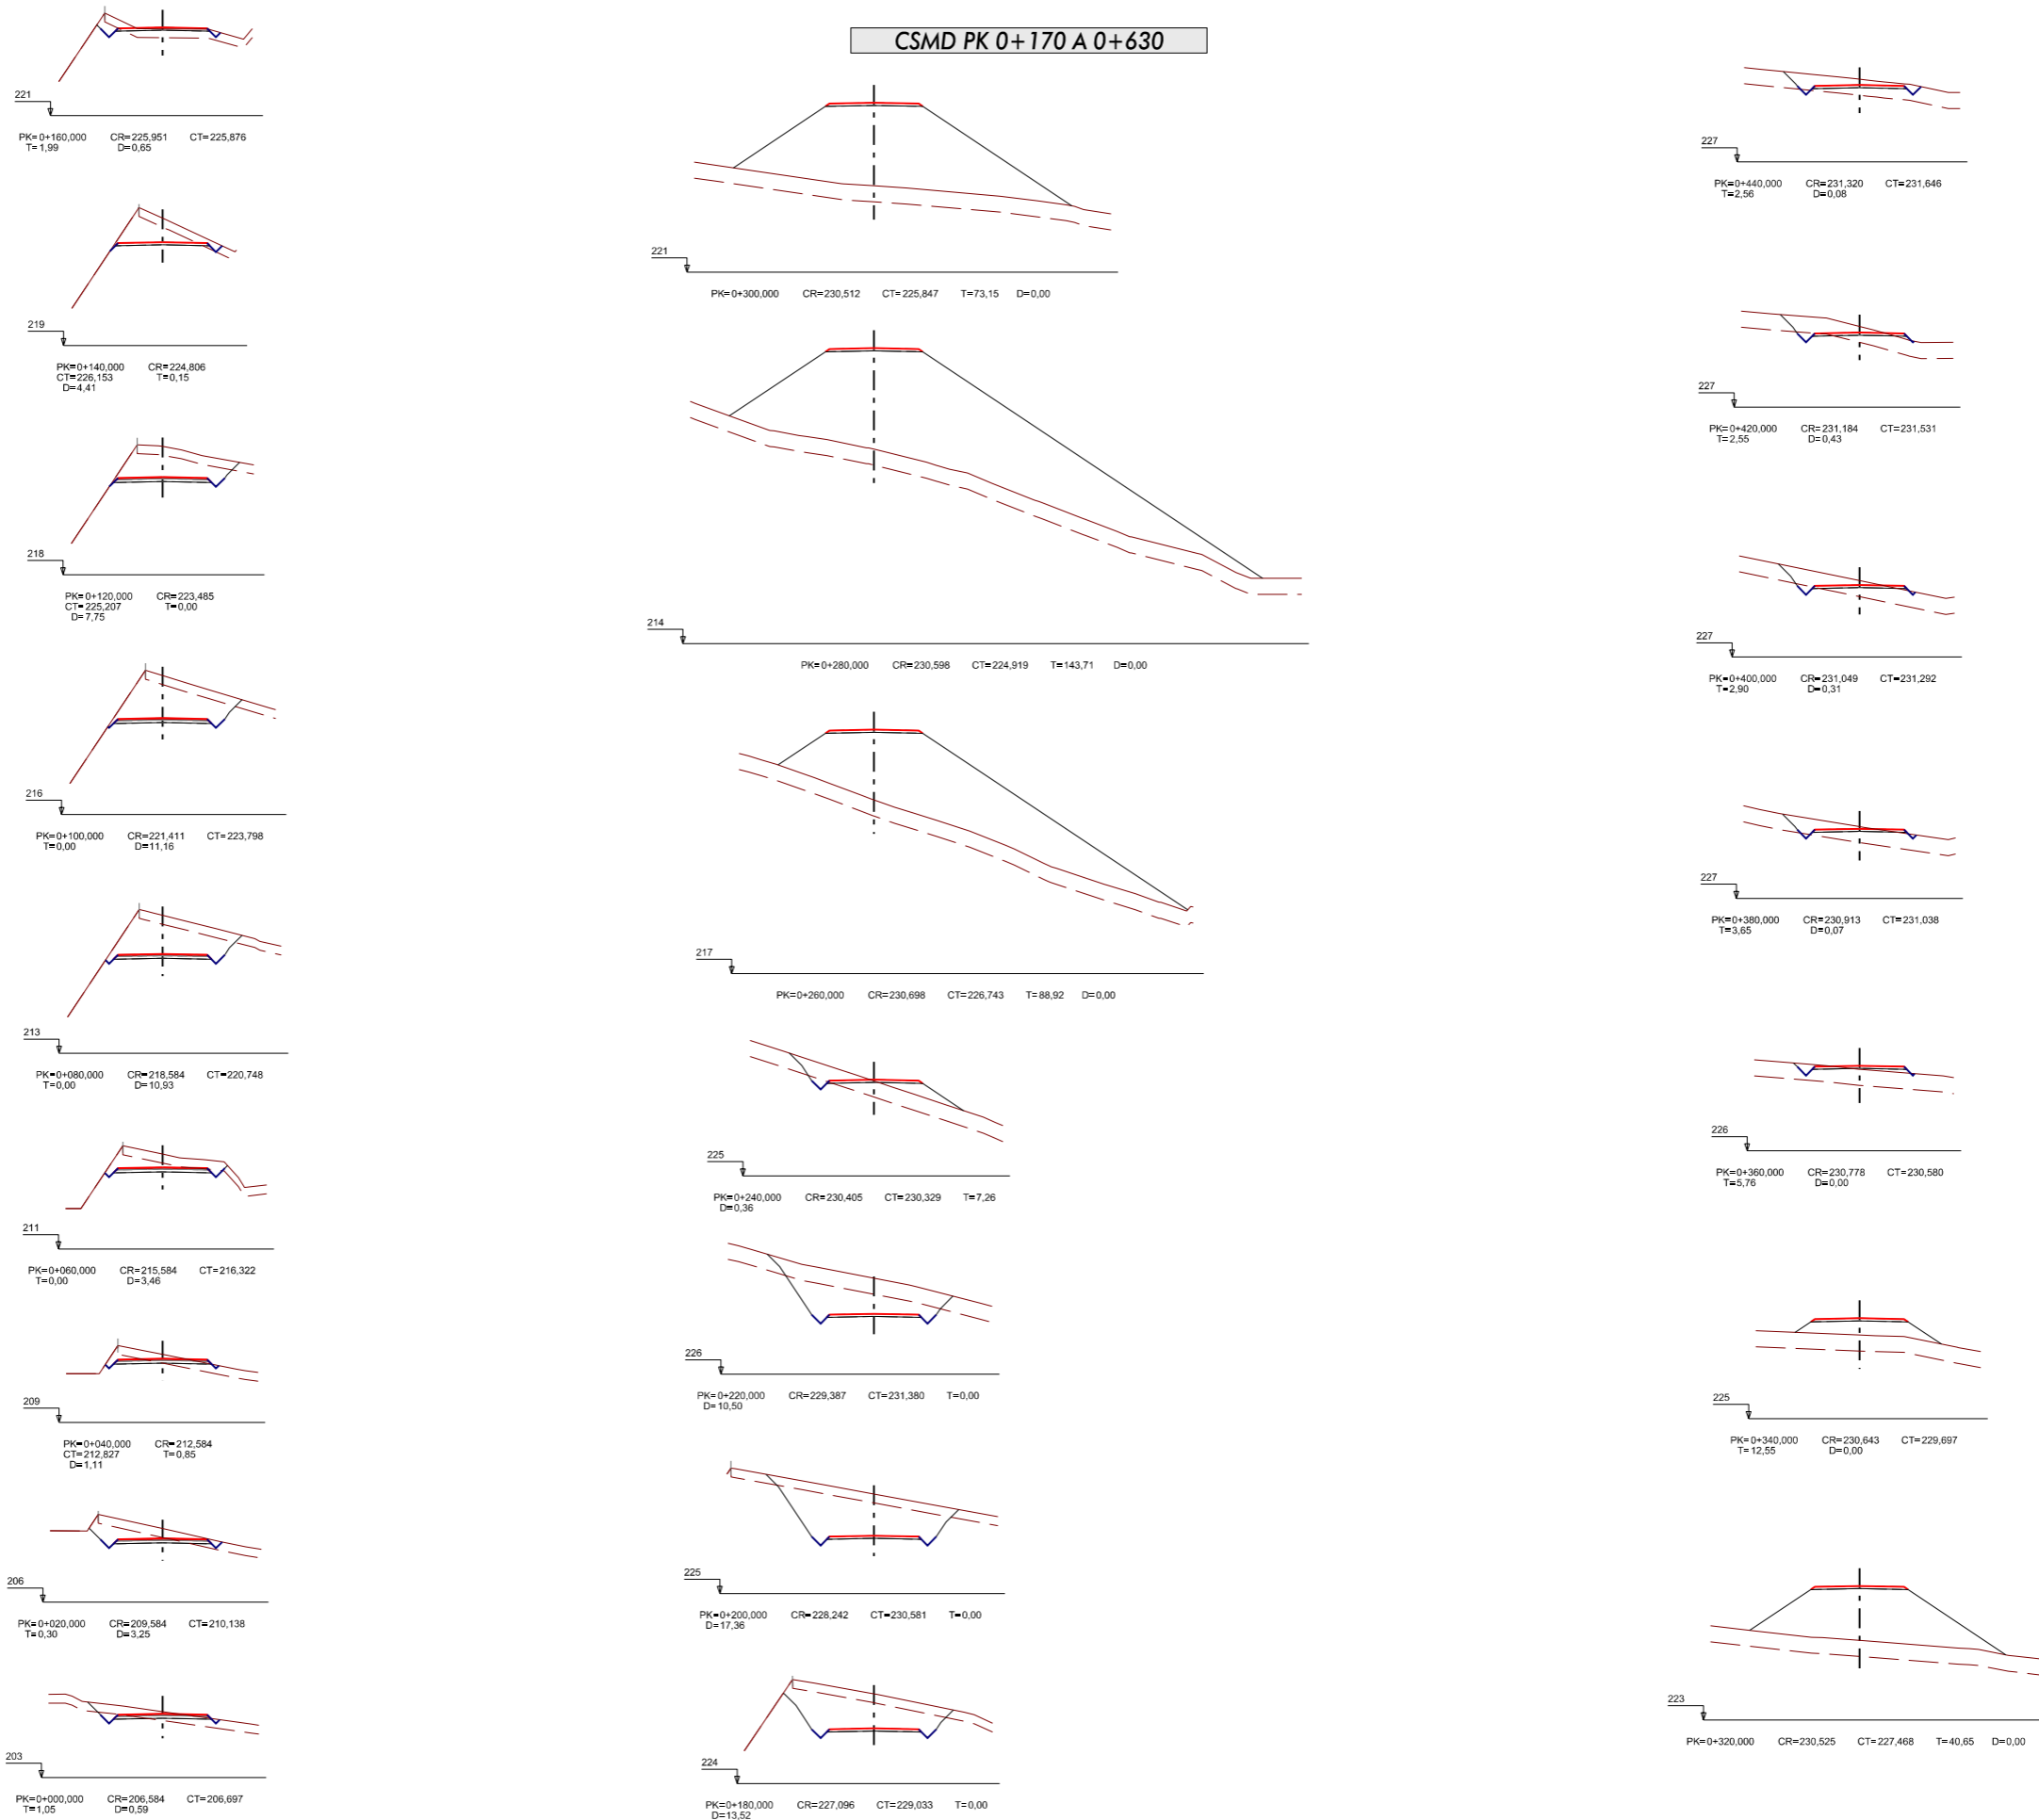 CSMD PK 0+170 A 0+630
221
PK=0+160,000 CR=225,951 CT=225,876
T=1,99 D=0,65
219
PK=0+140,000 CR=224,806
CT=226,153 T=0,15
D=4,41
218
PK=0+120,000 CR=223,485
CT=225,207 T=0,00
D=7,75
216
PK=0+100,000 CR=221,411 CT=223,798
T=0,00 D=11,16
213
PK=0+080,000 CR=218,584 CT=220,748
T=0,00 D=10,93
211
PK=0+060,000 CR=215,584 CT=216,322
T=0,00 D=3,46
209
PK=0+040,000 CR=212,584
CT=212,827 T=0,85
D=1,11
206
PK=0+020,000 CR=209,584 CT=210,138
T=0,30 D=3,25
203
PK=0+000,000 CR=206,584 CT=206,697
T=1,05 D=0,59
221
PK=0+300,000 CR=230,512 CT=225,847 T=73,15 D=0,00
214
PK=0+280,000 CR=230,598 CT=224,919 T=143,71 D=0,00
217
PK=0+260,000 CR=230,698 CT=226,743 T=88,92 D=0,00
225
PK=0+240,000 CR=230,405 CT=230,329 T=7,26
D=0,36
226
PK=0+220,000 CR=229,387 CT=231,380 T=0,00
D=10,50
225
PK=0+200,000 CR=228,242 CT=230,581 T=0,00
D=17,36
224
PK=0+180,000 CR=227,096 CT=229,033 T=0,00
D=13,52
227
PK=0+440,000 CR=231,320 CT=231,646
T=2,56 D=0,08
227
PK=0+420,000 CR=231,184 CT=231,531
T=2,55 D=0,43
227
PK=0+400,000 CR=231,049 CT=231,292
T=2,90 D=0,31
227
PK=0+380,000 CR=230,913 CT=231,038
T=3,65 D=0,07
226
PK=0+360,000 CR=230,778 CT=230,580
T=5,76 D=0,00
225
PK=0+340,000 CR=230,643 CT=229,697
T=12,55 D=0,00
223
PK=0+320,000 CR=230,525 CT=227,468 T=40,65 D=0,00